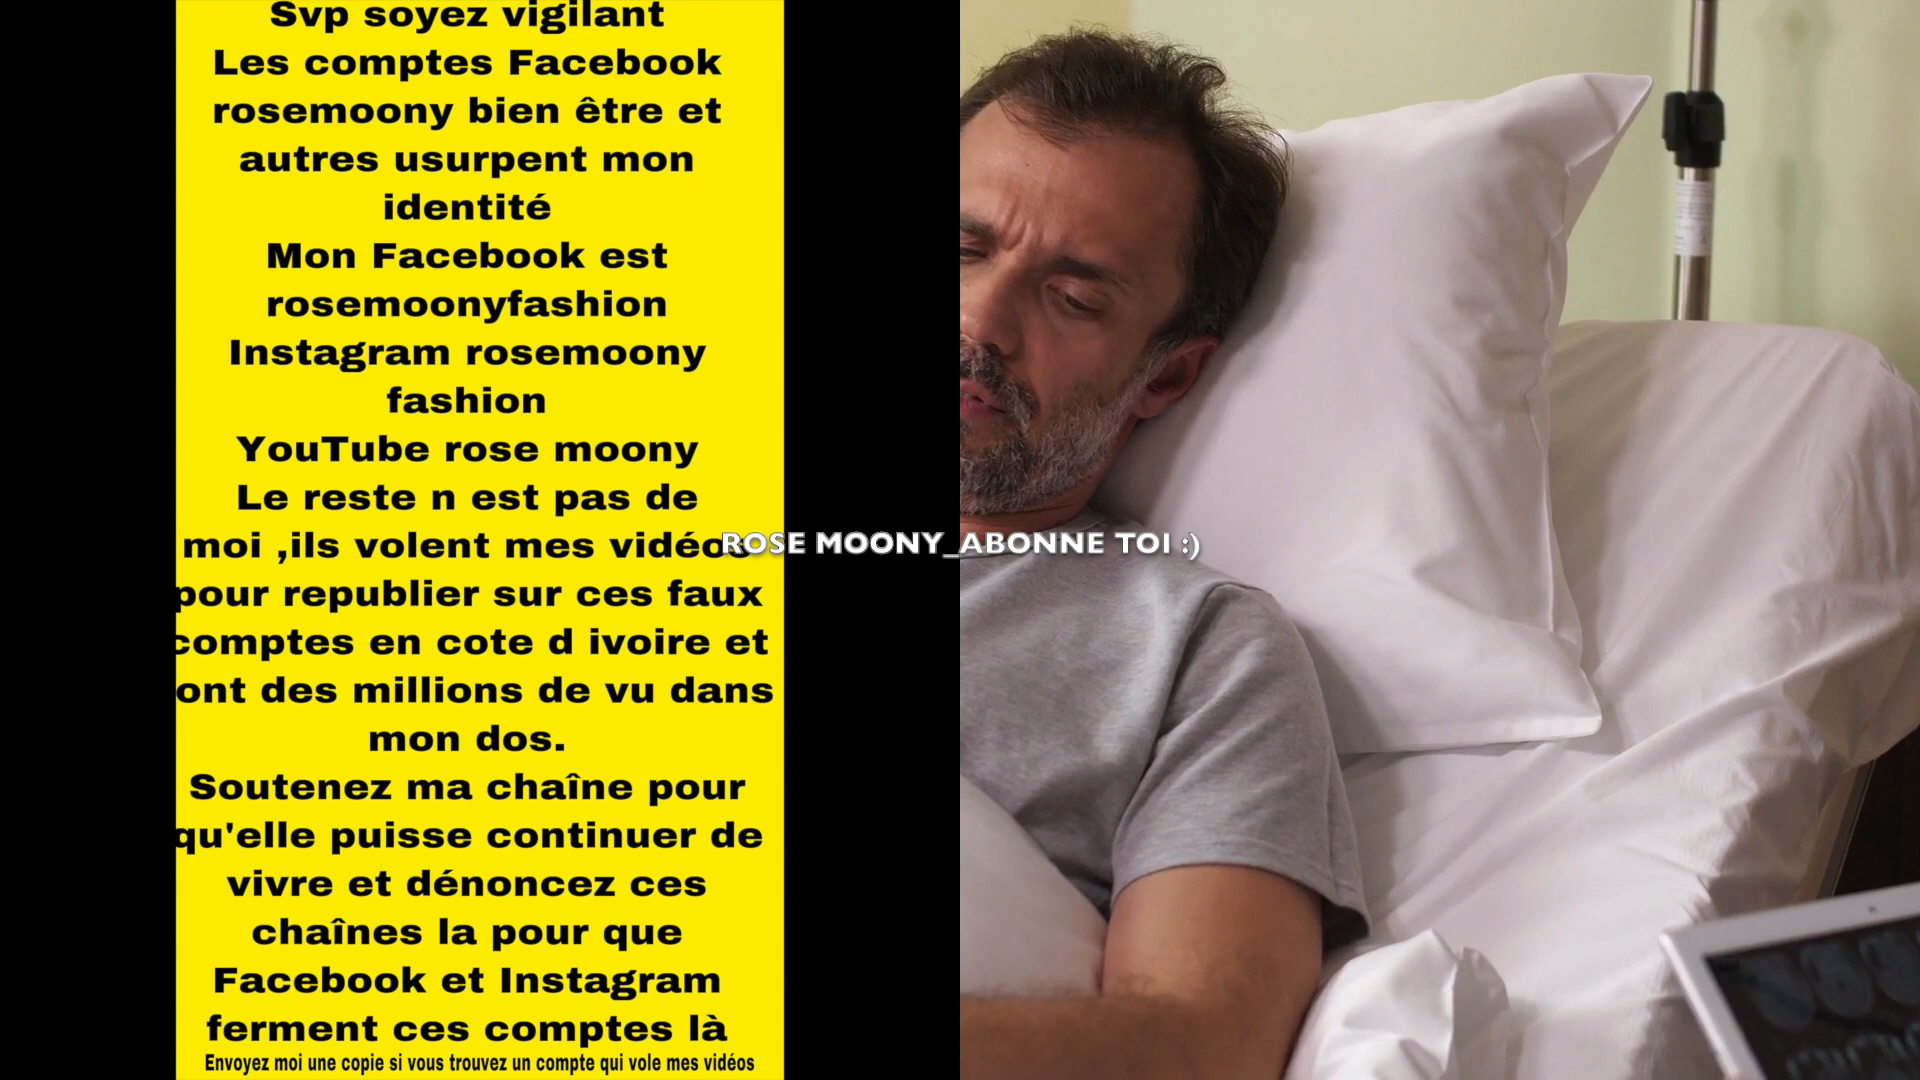 Svp soyez vigilant
Les comptes Facebook
rosemoony bien être et
autres usurpent mon
identité
Mon Facebook est
rosemoonyfashion
Instagram rosemoony
fashion
YouTube rose moony
Le reste n est pas de
moi ,ils volent mes vidéos
pour republier sur ces faux
comptes en cote d ivoire et
ont des millions de vu dans
mon dos.
Soutenez ma chaîne pour
qu'elle puisse continuer de
vivre et dénoncez ces
chaînes la pour que
Facebook et Instagram
ferment ces comptes là
Envoyez moi une copie si vous trouvez un compte qui vole mes vidéos
ROSE MOONY_ABONNE TOI :)